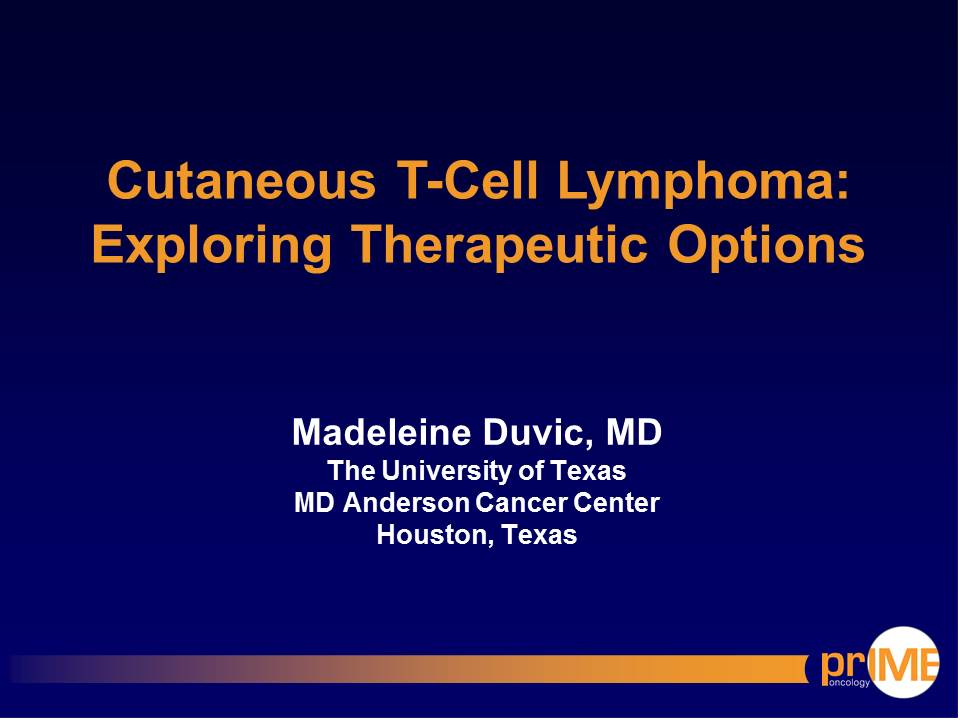 Cutaneous T-Cell Lymphoma:
Exploring Therapeutic Options
Madeleine Duvic, MD
The University of Texas
MD Anderson Cancer Center
Houston, Texas
prIME
oncology